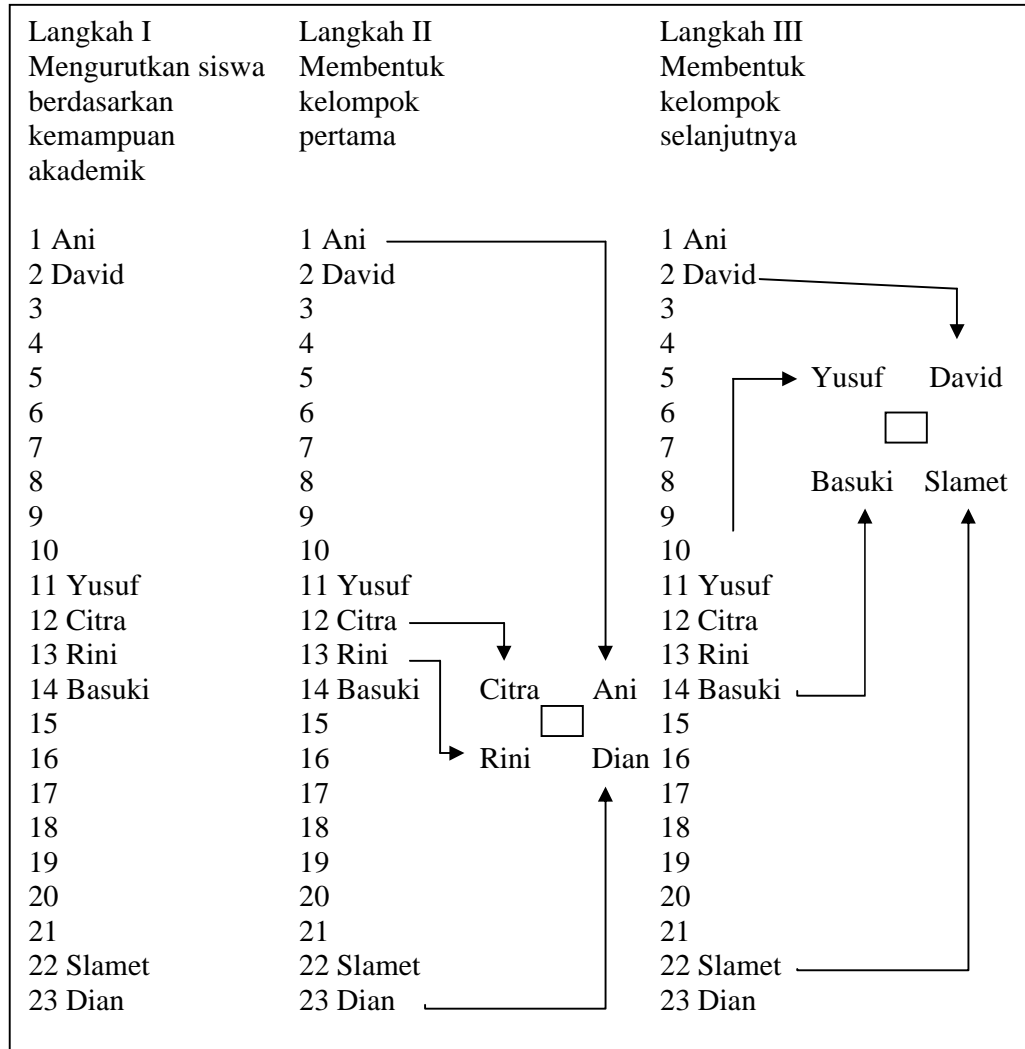 Langkah I
Mengurutkan siswa
berdasarkan
kemampuan
akademik
1 Ani
2 David
3
4
5
6
7
8
9
10
11 Yusuf
12 Citra
13 Rini
14 Basuki
15
16
17
18
19
20
21
22 Slamet
23 Dian
Langkah II
Membentuk
kelompok
pertama
1 Ani
2 David
3
4
5
6
7
8
9
10
11 Yusuf
12 Citra
13 Rini
14 Basuki
15
16
17
18
19
20
21
22 Slamet
23 Dian
Citra Ani
Rini Dian
Langkah III
Membentuk
kelompok
selanjutnya
1 Ani
2 David
3
4
5
6
7
8
9
10
11 Yusuf
12 Citra
13 Rini
14 Basuki
15
16
17
18
19
20
21
22 Slamet
23 Dian
Yusuf David
Basuki Slamet